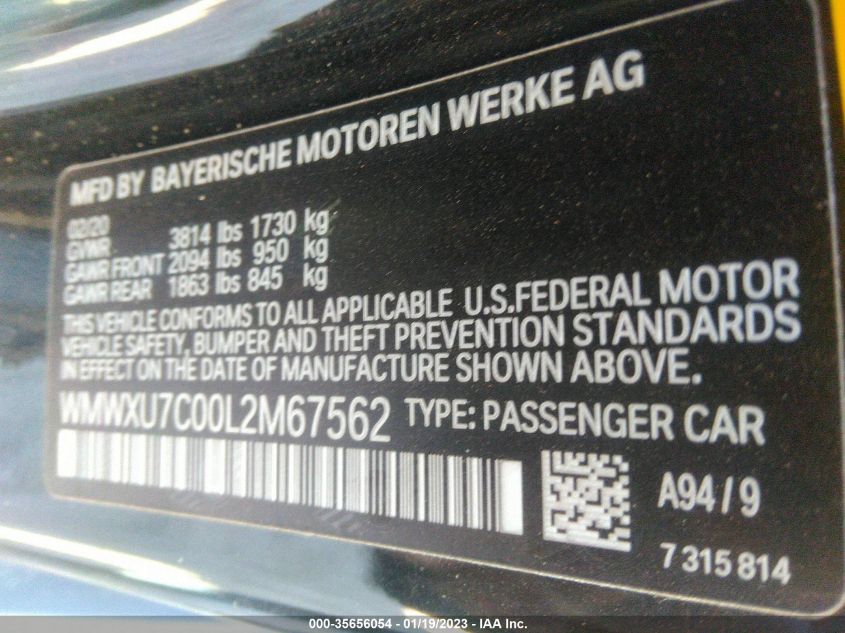 MFD BY BAYERISCHE MOTOREN WERKE AG
02/20
GVWR 3814 lbs 1730 kg
GAWR FRONT 2094 lbs 950 kg
GAWR REAR 1863 lbs 845 kg
THIS VEHICLE CONFORMS TO ALL APPLICABLE U.S.FEDERAL MOTOR
VEHICLE SAFETY, BUMPER AND THEFT PREVENTION STANDARDS
IN EFFECT ON THE DATE OF MANUFACTURE SHOWN ABOVE.
WMWXU7C00L2M67562 TYPE: PASSENGER CAR
A94/9
7 315 814
000-35656054 - 01/19/2023 - IAA Inc.